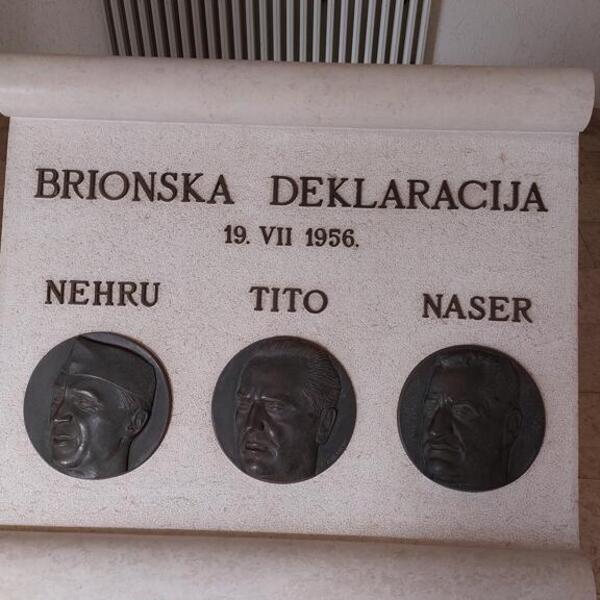 BRIONSKA DEKLARACIJA
19. VII 1956.
NEHRU TITO NASER